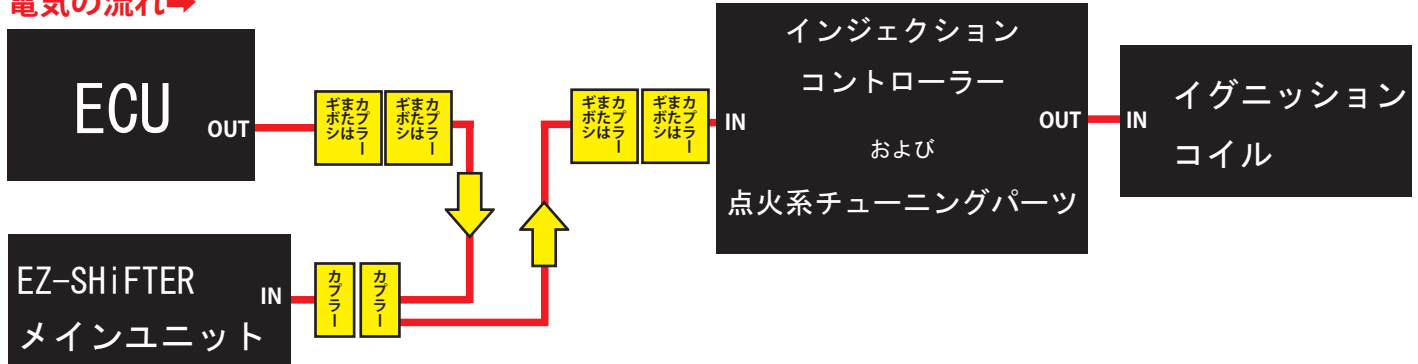 電気の流れ➡
ECU
OUT
カプラー
または
ギボシ
カプラー
または
ギボシ
カプラー
または
ギボシ
カプラー
または
ギボシ
IN
インジェクション
コントローラー
および
点火系チューニングパーツ
OUT
IN
イグニッション
コイル
EZ-SHiFTER
メインユニット
IN
カプラー
カプラー